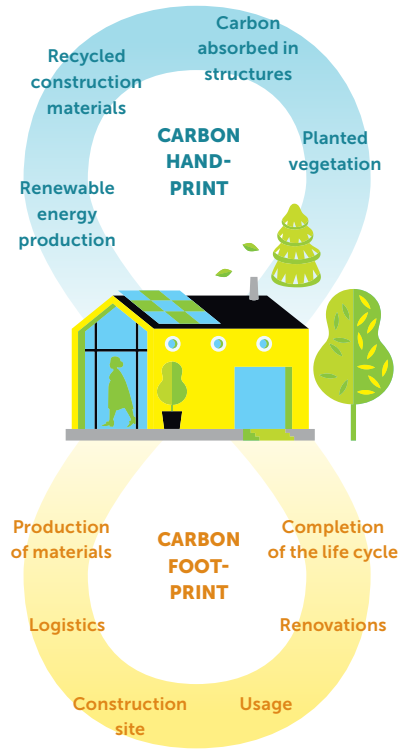 Carbon
absorbed in
structures
Recycled
construction
materials
CARBON
HAND-
PRINT
Planted
vegetation
Renewable
energy
production
Production
of materials
CARBON
FOOT-
PRINT
Completion
of the life cycle
Logistics
Renovations
Construction
site
Usage